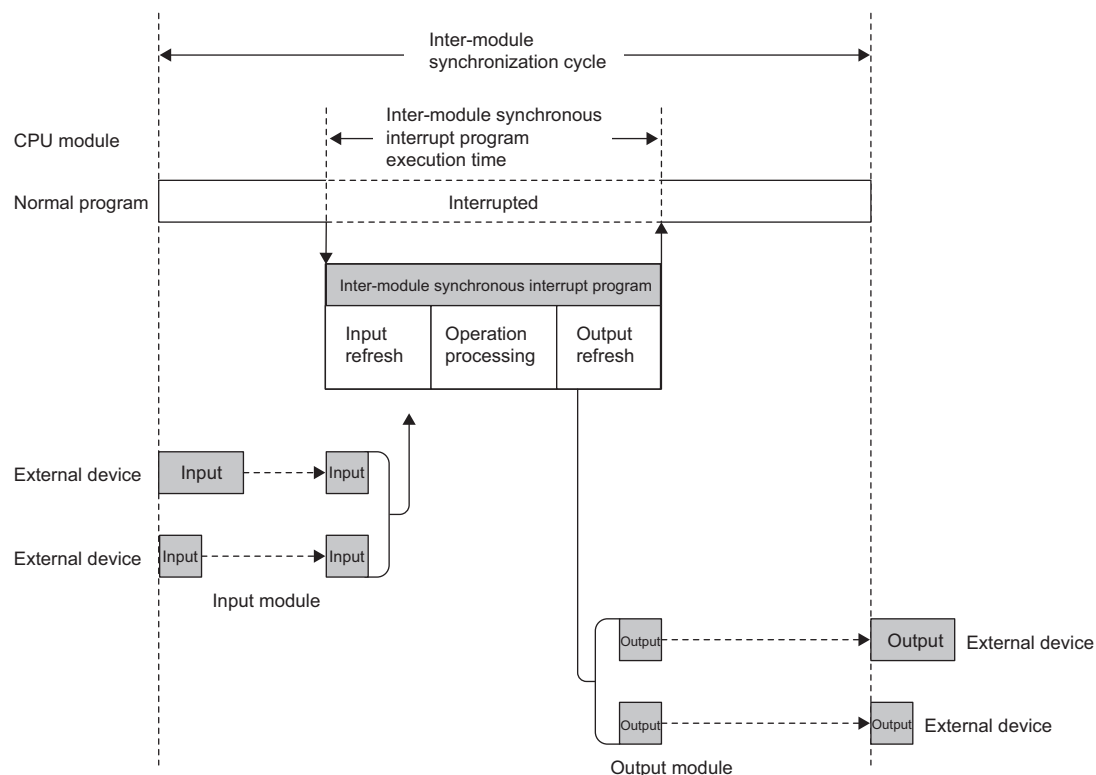 Inter-module
synchronization cycle
Inter-module synchronous
interrupt program
execution time
CPU module
Normal program
Interrupted
Inter-module synchronous interrupt program
Input
refresh
Operation
processing
Output
refresh
External device
Input
Input
External device
Input
Input
Input module
Output
Output
External device
Output
Output
External device
Output module